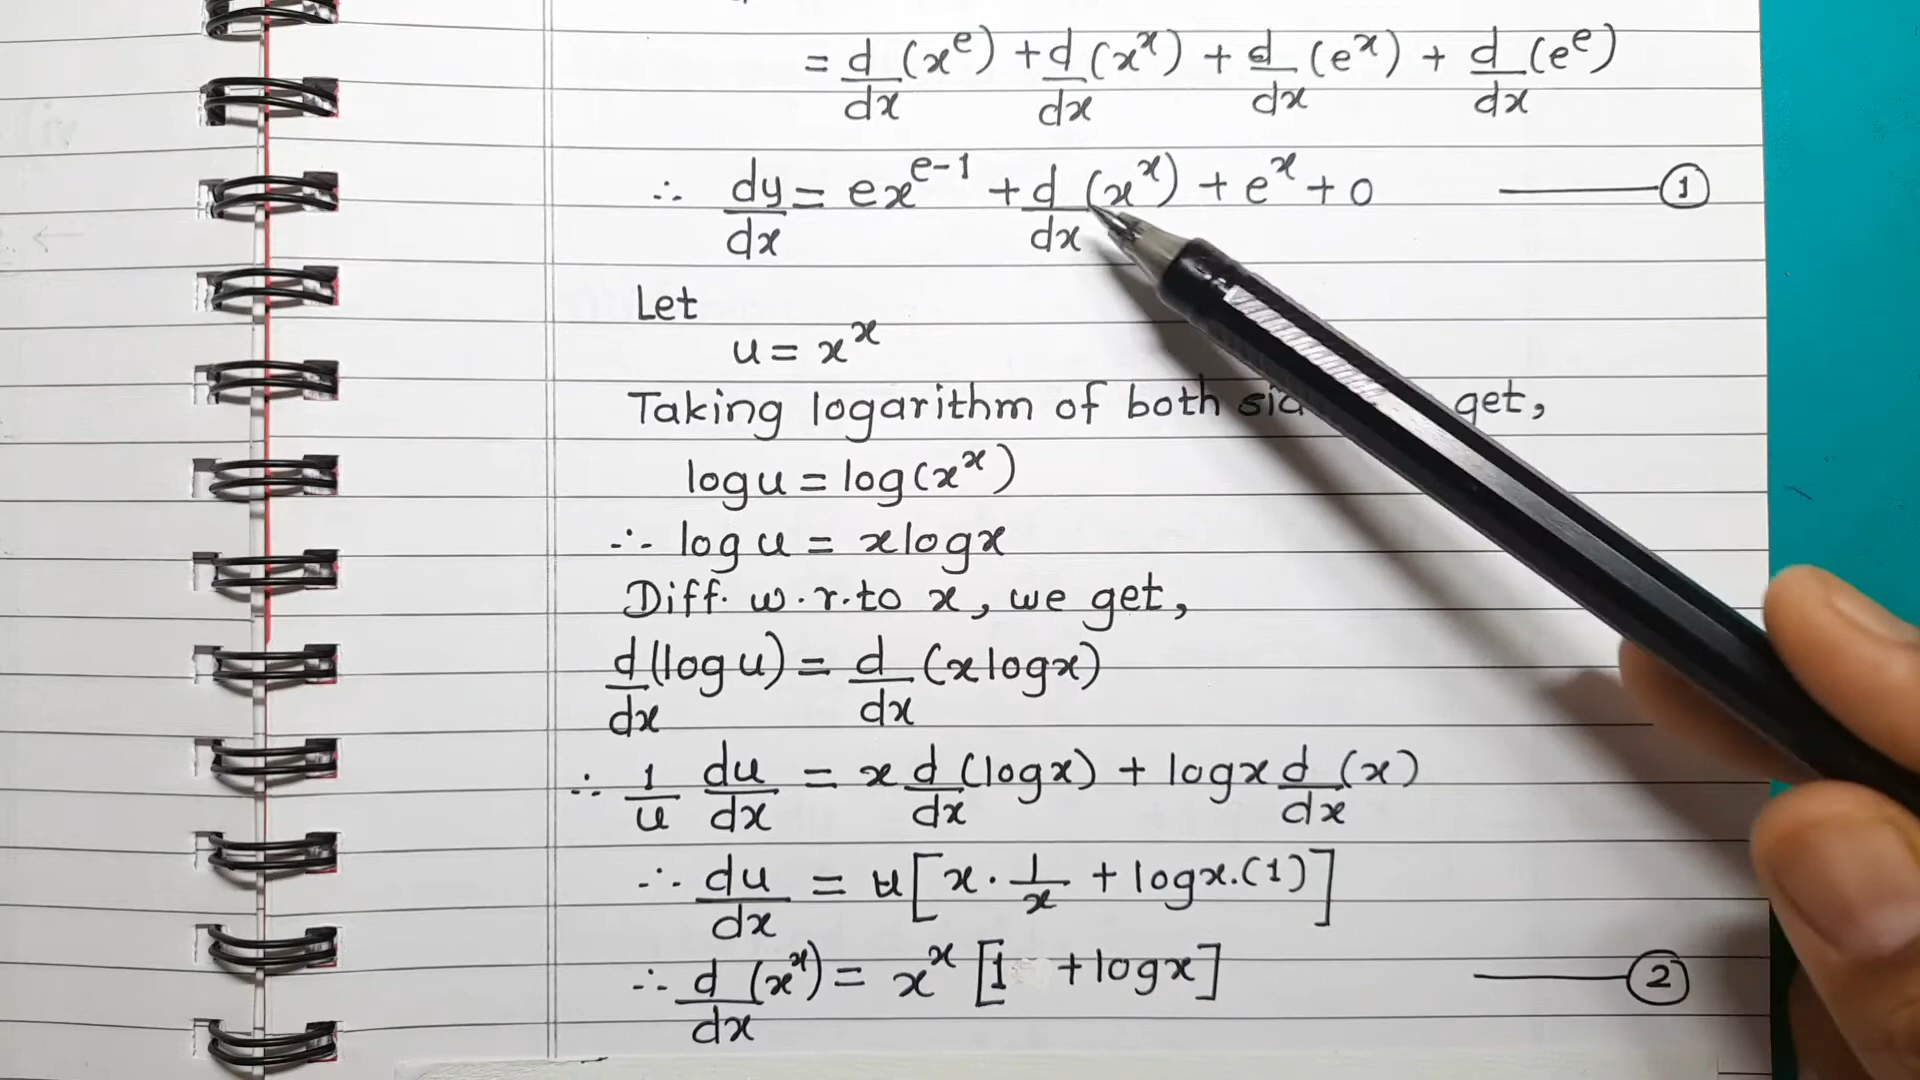 = d/dx (x^e) + d/dx (x^x) + d/dx (e^x) + d/dx (e^e)
∴ dy/dx = ex^(e-1) + d/dx (x^x) + e^x + 0 ——— ①
Let
u = x^x
Taking logarithm of both get,
log u = log(x^x)
∴ log u = x log x
Diff. w.r.to x, we get,
d/dx (log u) = d/dx (x log x)
∴ 1/u du/dx = x d/dx (log x) + log x d/dx (x)
∴ du/dx = u[x · 1/x + log x.(1)]
∴ d/dx (x^x) = x^x [1 + log x] ——— ②